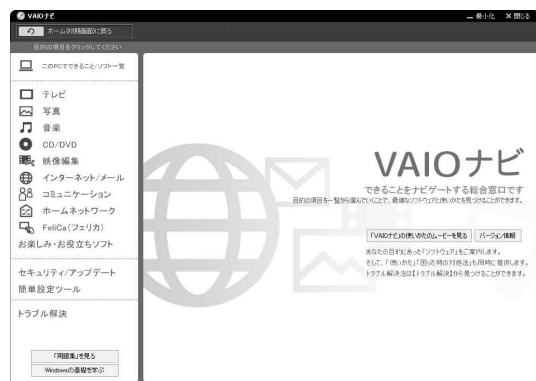 VAIOナビ
最小化 × 閉じる
ホーム(初期画面)に戻る
目的の項目をクリックしてください
このPCでできること/ソフト一覧
テレビ
写真
音楽
CD/DVD
映像編集
インターネット/メール
コミュニケーション
ホームネットワーク
FeliCa(フェリカ)
お楽しみ・お役立ちソフト
セキュリティ/アップデート
簡単設定ツール
トラブル解決
「用語集」を見る
Windowsの基礎を学ぶ
VAIOナビ
できることをナビゲートする総合窓口です
目的の項目を一覧から選んでいくことで、最適なソフトウェアと使いかたを見つけることができます。
「VAIOナビ」の使いかたのムービーを見る バージョン情報
あなたの目的にあった「ソフトウェア」をご案内します。
そして、「使いかた」「困った時の対処法」も同時に提供します。
トラブル解決法は【トラブル解決】から見つけることができます。